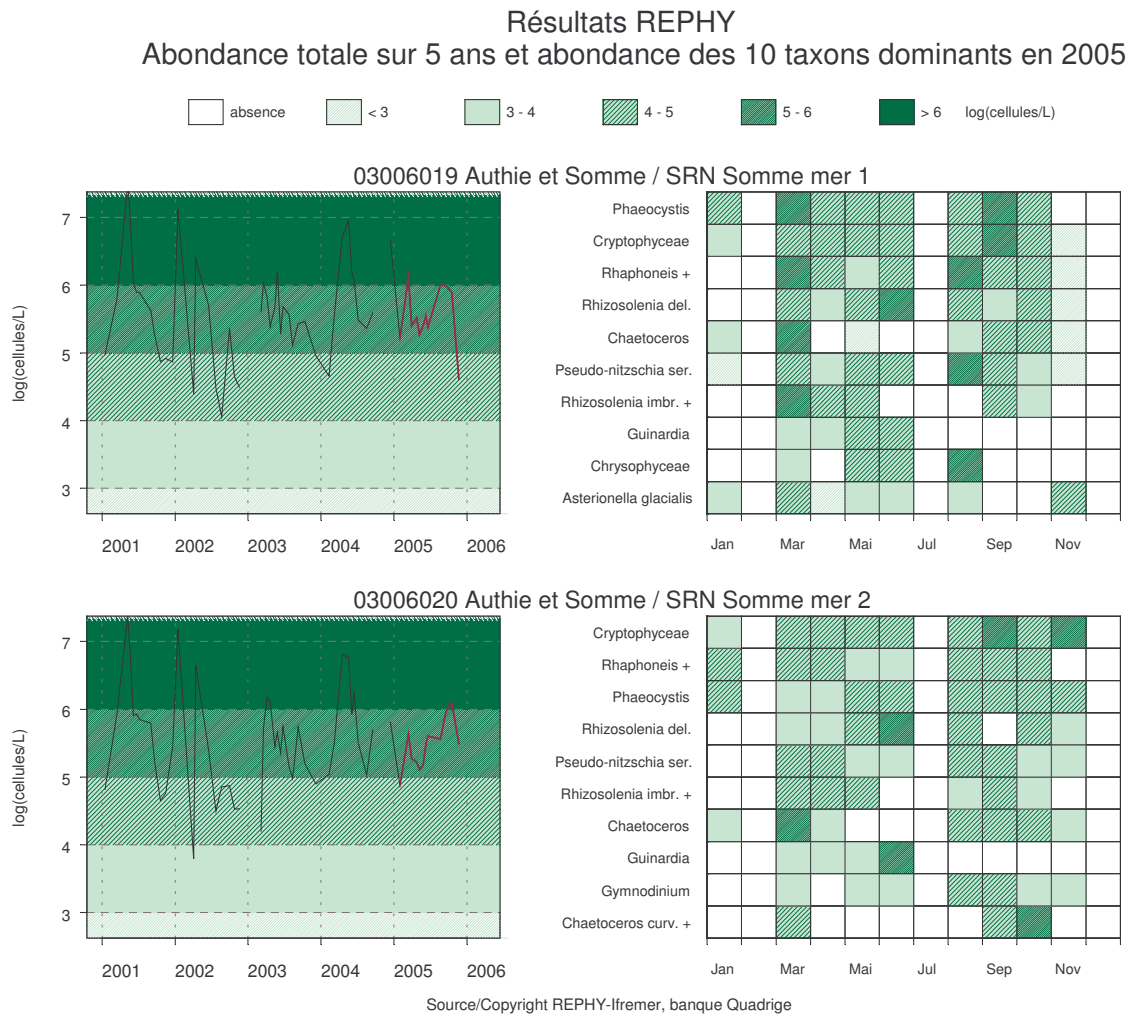 Résultats REPHY
Abondance totale sur 5 ans et abondance des 10 taxons dominants en 2005
absence < 3 3 - 4 4 - 5 5 - 6 > 6 log(cellules/L)
03006019 Authie et Somme / SRN Somme mer 1
log(cellules/L)
7
6
5
4
3
2001 2002 2003 2004 2005 2006
Phaeocystis
Cryptophyceae
Rhaphoneis +
Rhizosolenia del.
Chaetoceros
Pseudo-nitzschia ser.
Rhizosolenia imbr. +
Guinardia
Chrysophyceae
Asterionella glacialis
Jan Mar Mai Jul Sep Nov
03006020 Authie et Somme / SRN Somme mer 2
log(cellules/L)
7
6
5
4
3
2001 2002 2003 2004 2005 2006
Cryptophyceae
Rhaphoneis +
Phaeocystis
Rhizosolenia del.
Pseudo-nitzschia ser.
Rhizosolenia imbr. +
Chaetoceros
Guinardia
Gymnodinium
Chaetoceros curv. +
Jan Mar Mai Jul Sep Nov
Source/Copyright REPHY-Ifremer, banque Quadrige